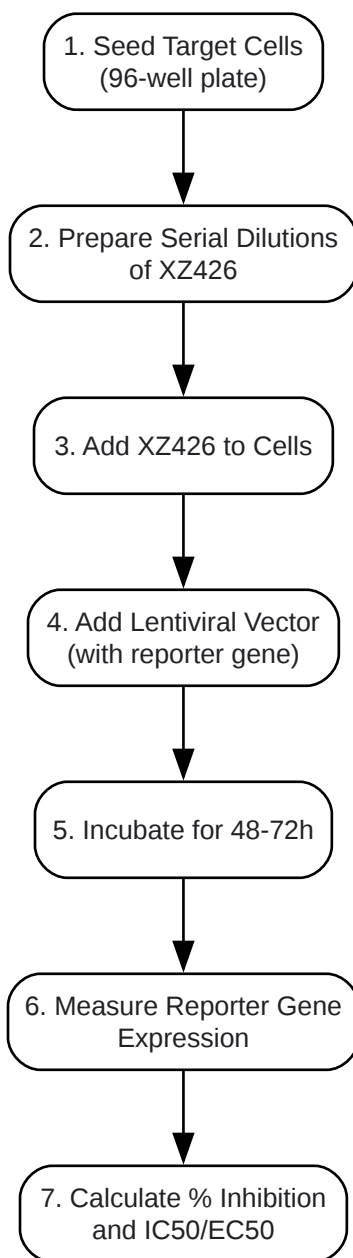 1. Seed Target Cells
(96-well plate)
2. Prepare Serial Dilutions
of XZ426
3. Add XZ426 to Cells
4. Add Lentiviral Vector
(with reporter gene)
5. Incubate for 48-72h
6. Measure Reporter Gene
Expression
7. Calculate % Inhibition
and IC50/EC50